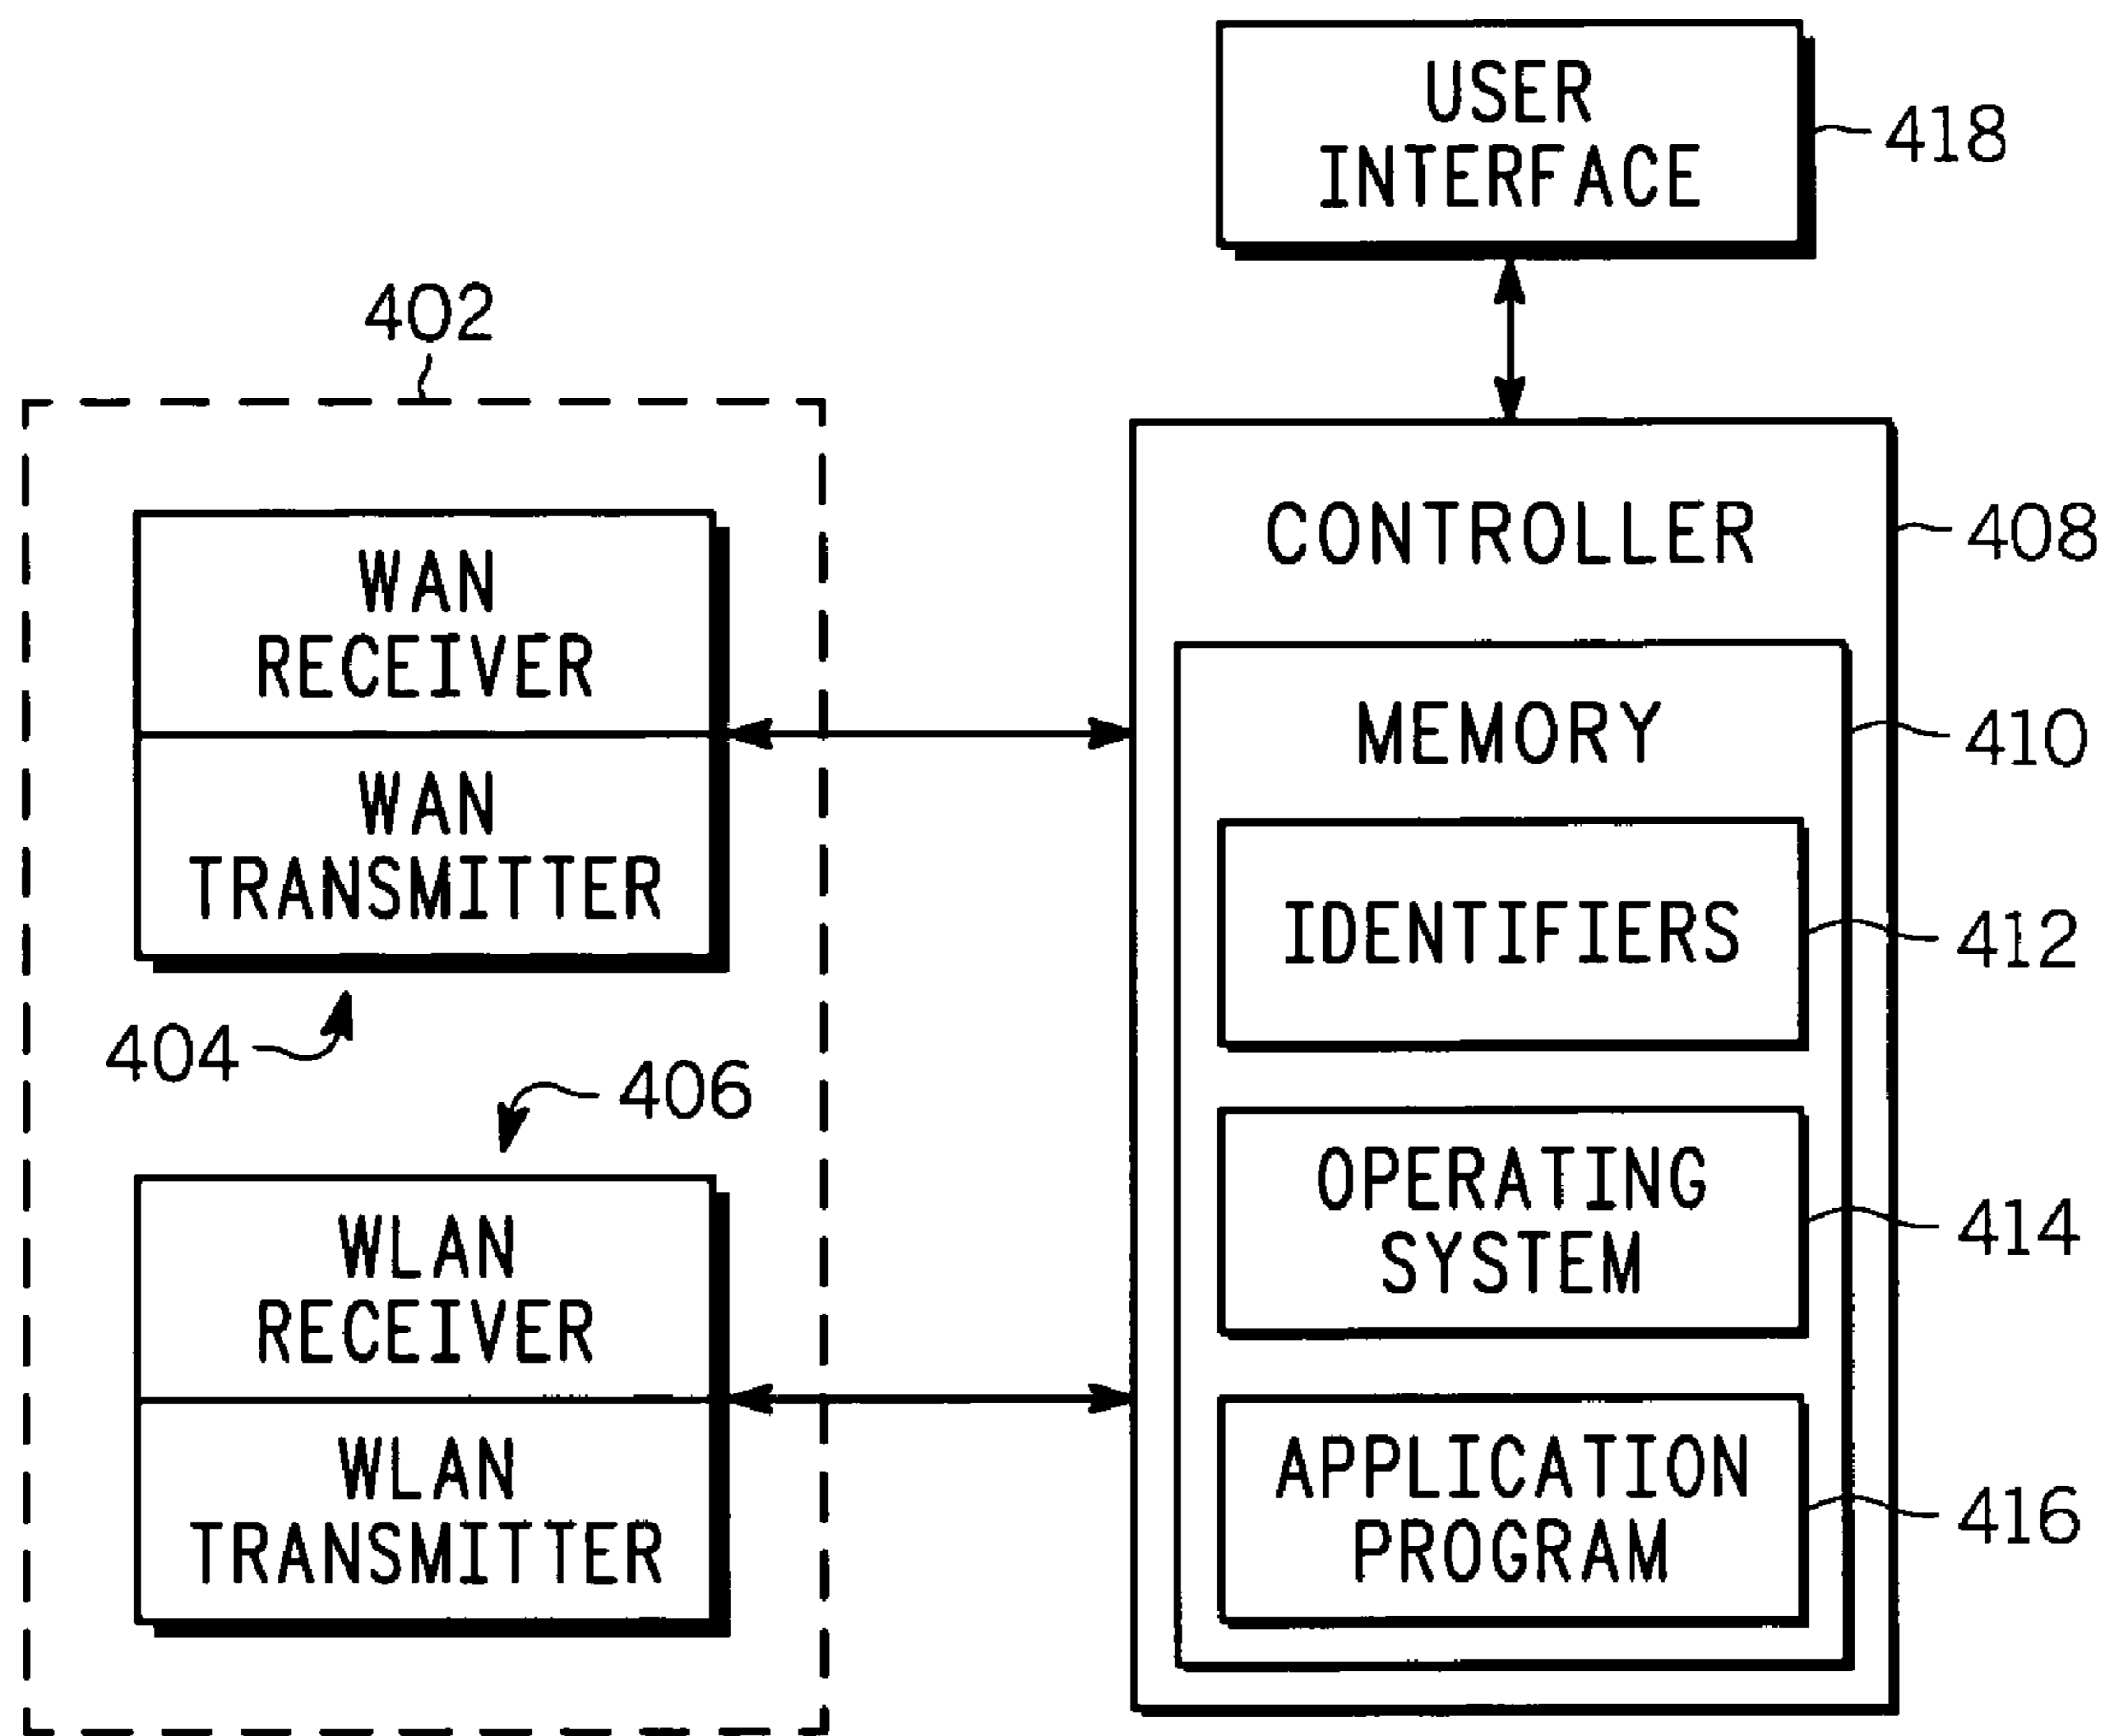 USER
INTERFACE
418
402
CONTROLLER
408
WAN
RECEIVER
WAN
TRANSMITTER
404
406
WLAN
RECEIVER
WLAN
TRANSMITTER
MEMORY
410
IDENTIFIERS
412
OPERATING
SYSTEM
414
APPLICATION
PROGRAM
416